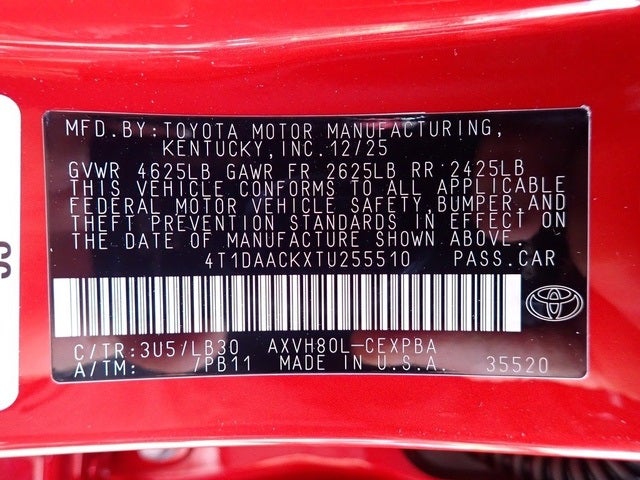 MFD.BY:TOYOTA MOTOR MANUFACTURING,
KENTUCKY,INC.12/25
GVWR 4625LB GAWR FR 2625LB RR 2425LB
THIS VEHICLE CONFORMS TO ALL APPLICABLE
FEDERAL MOTOR VEHICLE SAFETY,BUMPER,AND
THEFT PREVENTION STANDARDS IN EFFECT ON
THE DATE OF MANUFACTURE SHOWN ABOVE.
4T1DAACKXTU255510 PASS.CAR
C/TR:3U5/LB30 AXVH80L-CEXPBA
A/TM: /PB11 MADE IN U.S.A. 35520